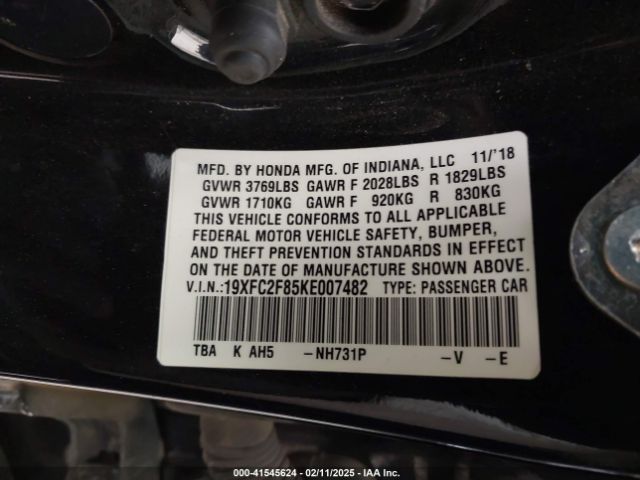 MFD. BY HONDA MFG. OF INDIANA, LLC 11/'18
GVWR 3769LBS GAWR F 2028LBS R 1829LBS
GVWR 1710KG GAWR F 920KG R 830KG
THIS VEHICLE CONFORMS TO ALL APPLICABLE
FEDERAL MOTOR VEHICLE SAFETY, BUMPER,
AND THEFT PREVENTION STANDARDS IN EFFECT
ON THE DATE OF MANUFACTURE SHOWN ABOVE.
V.I.N.:19XFC2F85KE007482 TYPE: PASSENGER CAR
TBA K AH5 -NH731P -V -E
000-41545624 - 02/11/2025 - IAA Inc.